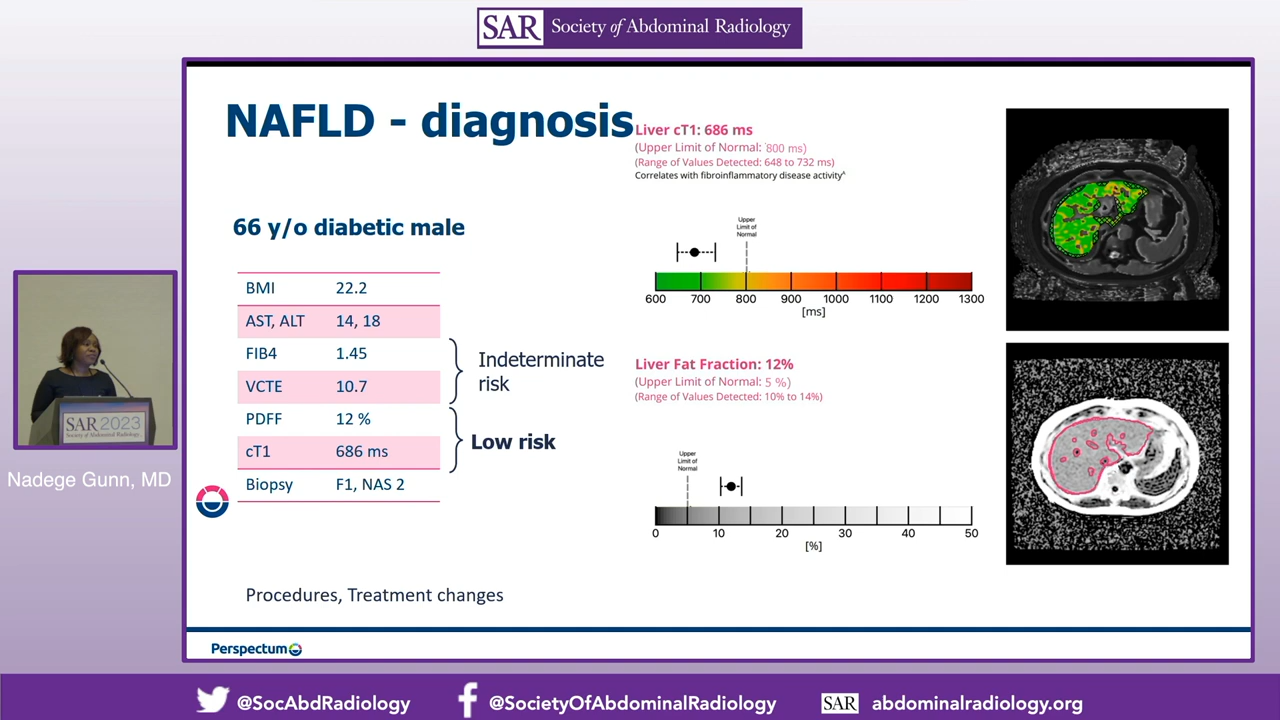 SAR Society of Abdominal Radiology
NAFLD - diagnosis
66 y/o diabetic male
BMI 22.2
AST, ALT 14, 18
FIB4 1.45
VCTE 10.7
PDFF 12 %
cT1 686 ms
Biopsy F1, NAS 2
Indeterminate
risk
Low risk
Procedures, Treatment changes
Liver cT1: 686 ms
(Upper Limit of Normal: 800 ms)
(Range of Values Detected: 648 to 732 ms)
Correlates with fibroinflammatory disease activity^
Upper
Limit of
Normal
600 700 800 900 1000 1100 1200 1300
[ms]
Liver Fat Fraction: 12%
(Upper Limit of Normal: 5 %)
(Range of Values Detected: 10% to 14%)
Upper
Limit of
Normal
0 10 20 30 40 50
[%]
Perspectum
SAR 2023
Society of Abdominal Radiology
Nadege Gunn, MD
@SocAbdRadiology
@SocietyOfAbdominalRadiology
SAR abdominalradiology.org